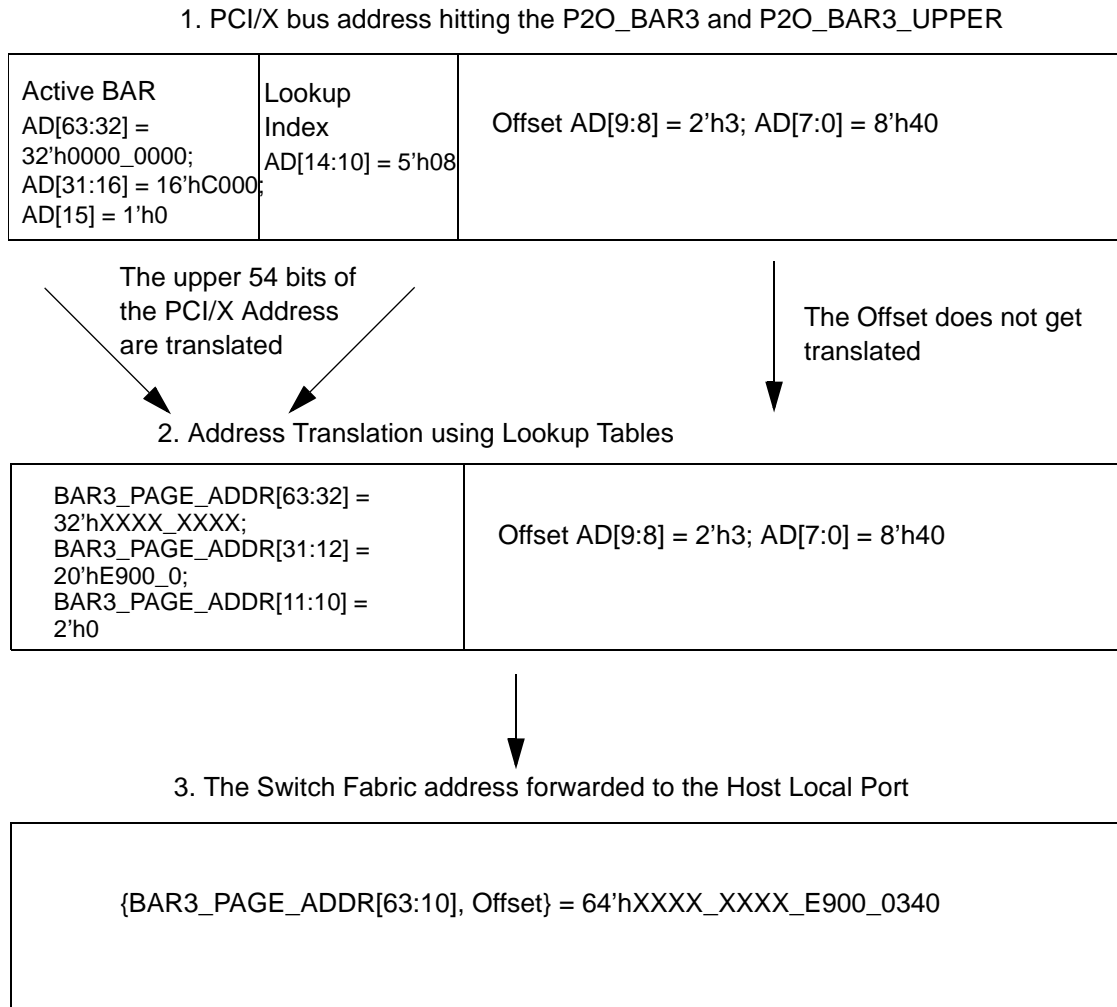 1. PCI/X bus address hitting the P2O_BAR3 and P2O_BAR3_UPPER
Active BAR
AD[63:32] =
32’h0000_0000;
AD[31:16] = 16’hC000;
AD[15] = 1’h0
Lookup
Index
AD[14:10] = 5’h08
Offset AD[9:8] = 2’h3; AD[7:0] = 8’h40
The upper 54 bits of
the PCI/X Address
are translated
The Offset does not get
translated
2. Address Translation using Lookup Tables
BAR3_PAGE_ADDR[63:32] =
32’hXXXX_XXXX;
BAR3_PAGE_ADDR[31:12] =
20’hE900_0;
BAR3_PAGE_ADDR[11:10] =
2’h0
Offset AD[9:8] = 2’h3; AD[7:0] = 8’h40
3. The Switch Fabric address forwarded to the Host Local Port
{BAR3_PAGE_ADDR[63:10], Offset} = 64’hXXXX_XXXX_E900_0340